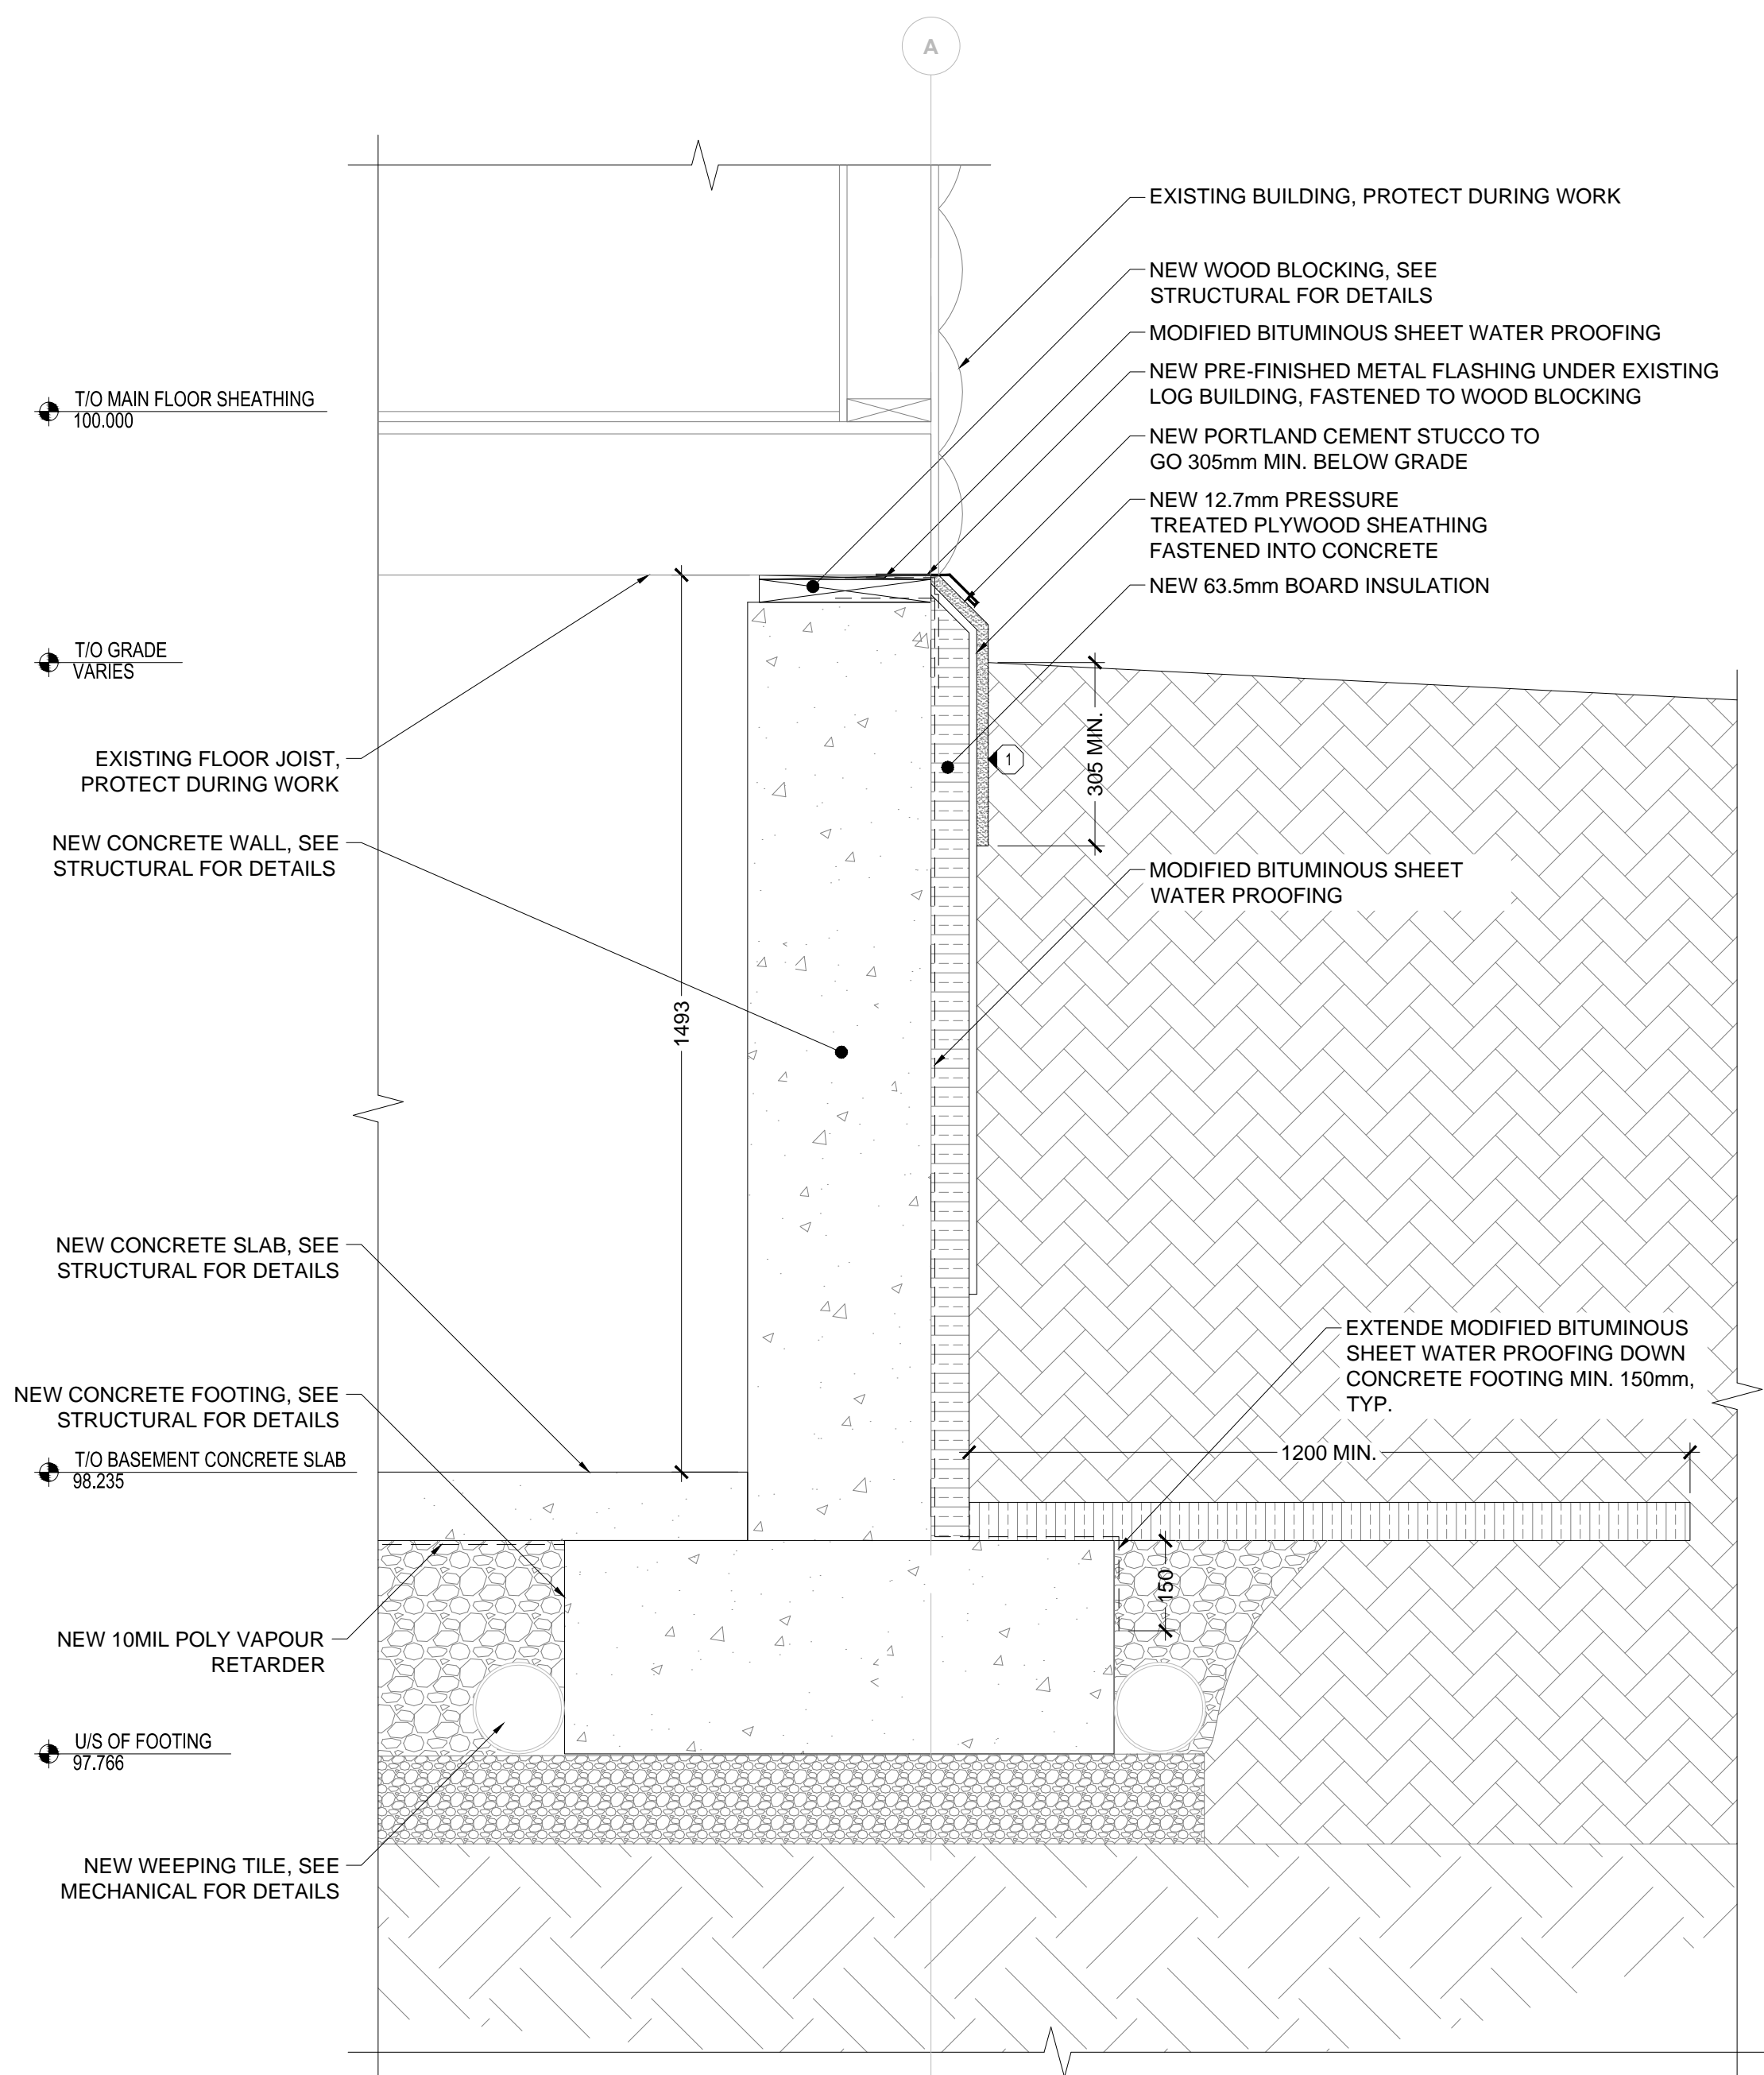 A
EXISTING BUILDING, PROTECT DURING WORK
NEW WOOD BLOCKING, SEE
STRUCTURAL FOR DETAILS
MODIFIED BITUMINOUS SHEET WATER PROOFING
NEW PRE-FINISHED METAL FLASHING UNDER EXISTING
LOG BUILDING, FASTENED TO WOOD BLOCKING
T/O MAIN FLOOR SHEATHING
100.000
NEW PORTLAND CEMENT STUCCO TO
GO 305mm MIN. BELOW GRADE
NEW 12.7mm PRESSURE
TREATED PLYWOOD SHEATHING
FASTENED INTO CONCRETE
NEW 63.5mm BOARD INSULATION
T/O GRADE
VARIES
305 MIN.
1
EXISTING FLOOR JOIST,
PROTECT DURING WORK
NEW CONCRETE WALL, SEE
STRUCTURAL FOR DETAILS
MODIFIED BITUMINOUS SHEET
WATER PROOFING
1493
NEW CONCRETE SLAB, SEE
STRUCTURAL FOR DETAILS
EXTENDE MODIFIED BITUMINOUS
SHEET WATER PROOFING DOWN
CONCRETE FOOTING MIN. 150mm,
TYP.
NEW CONCRETE FOOTING, SEE
STRUCTURAL FOR DETAILS
T/O BASEMENT CONCRETE SLAB
98.235
1200 MIN.
150
NEW 10MIL POLY VAPOUR
RETARDER
U/S OF FOOTING
97.766
NEW WEEPING TILE, SEE
MECHANICAL FOR DETAILS